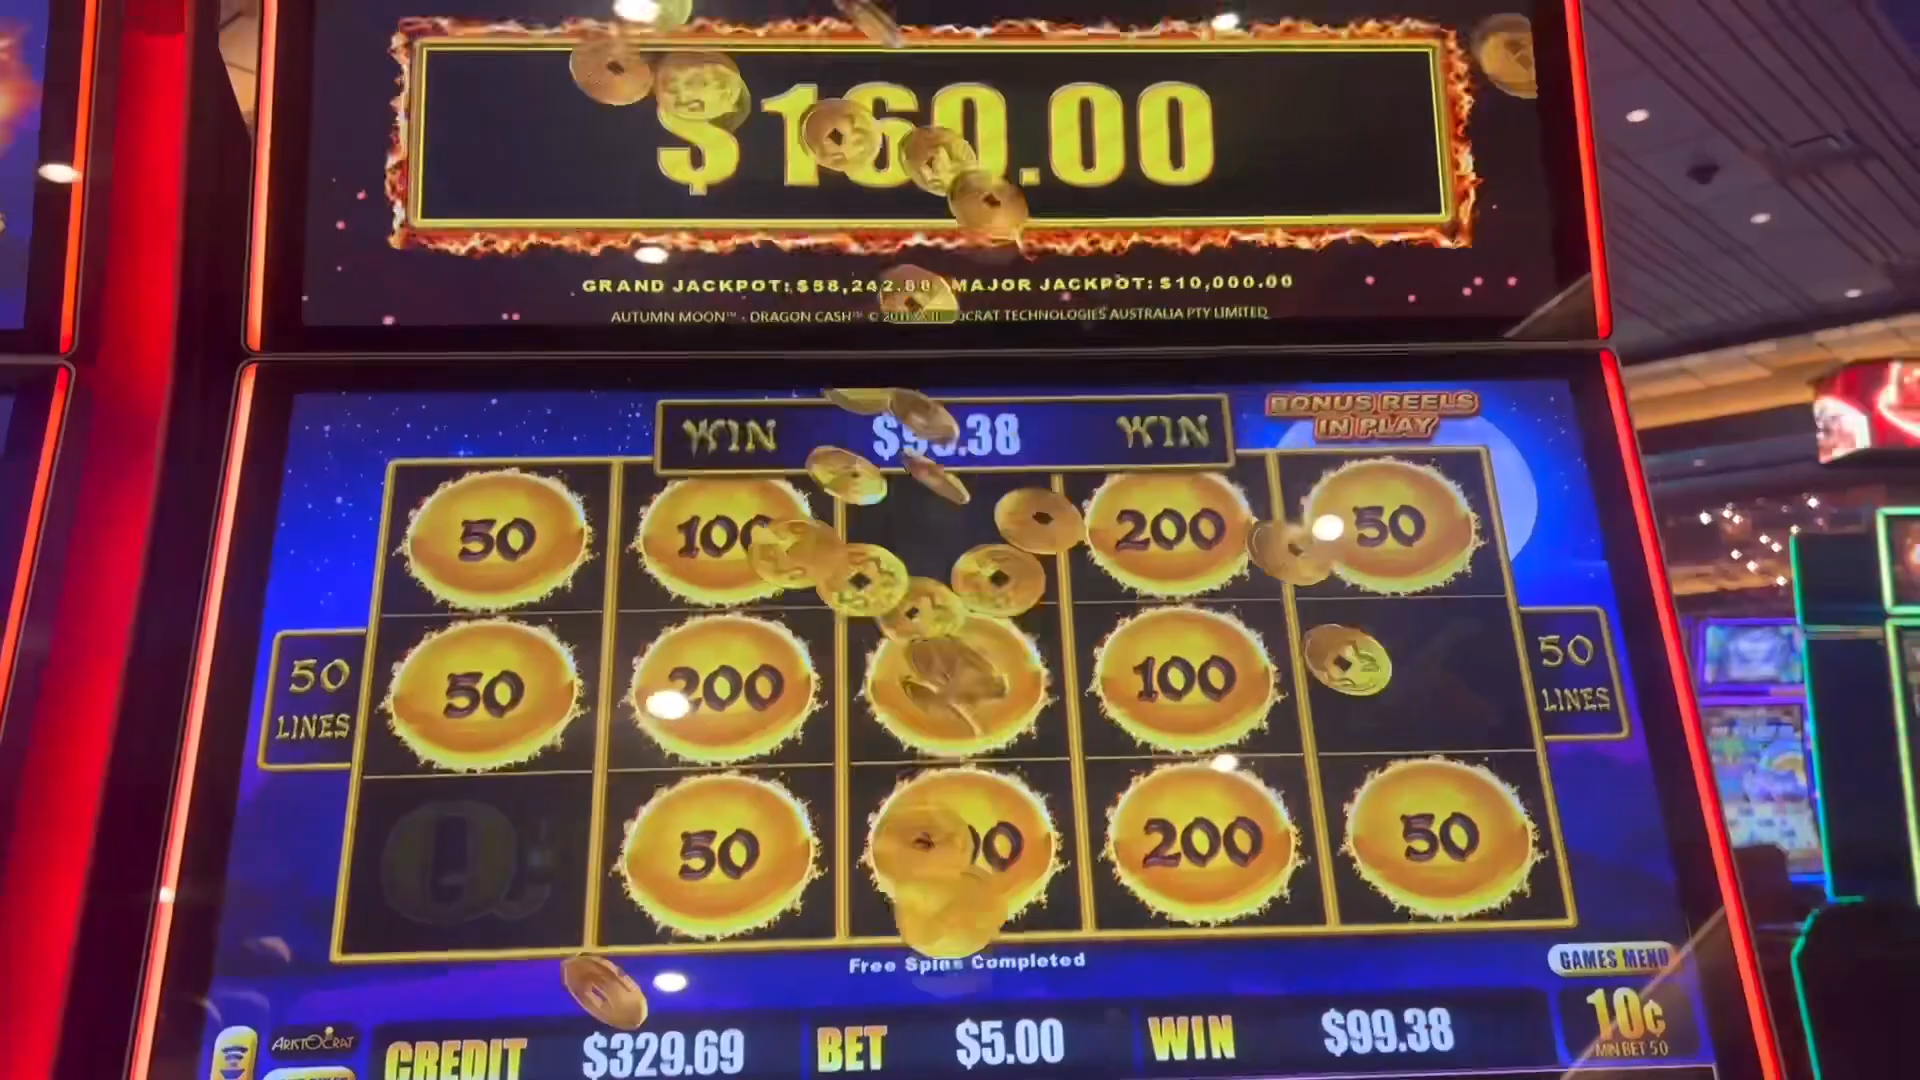 $160.00
GRAND JACKPOT: $58,242.88 MAJOR JACKPOT: $10,000.00
AUTUMN MOON™ - DRAGON CASH™ © TECHNOLOGIES AUSTRALIA PTY LIMITED
BONUS REELS
IN PLAY
WIN $99.38 WIN
50 100 200 50
50 200 100
50
LINES
50
LINES
50 200 50
Free Spins Completed
GAMES MENU
ARISTOCRAT
CREDIT $329.69 BET $5.00 WIN $99.38
10¢
MIN BET 50